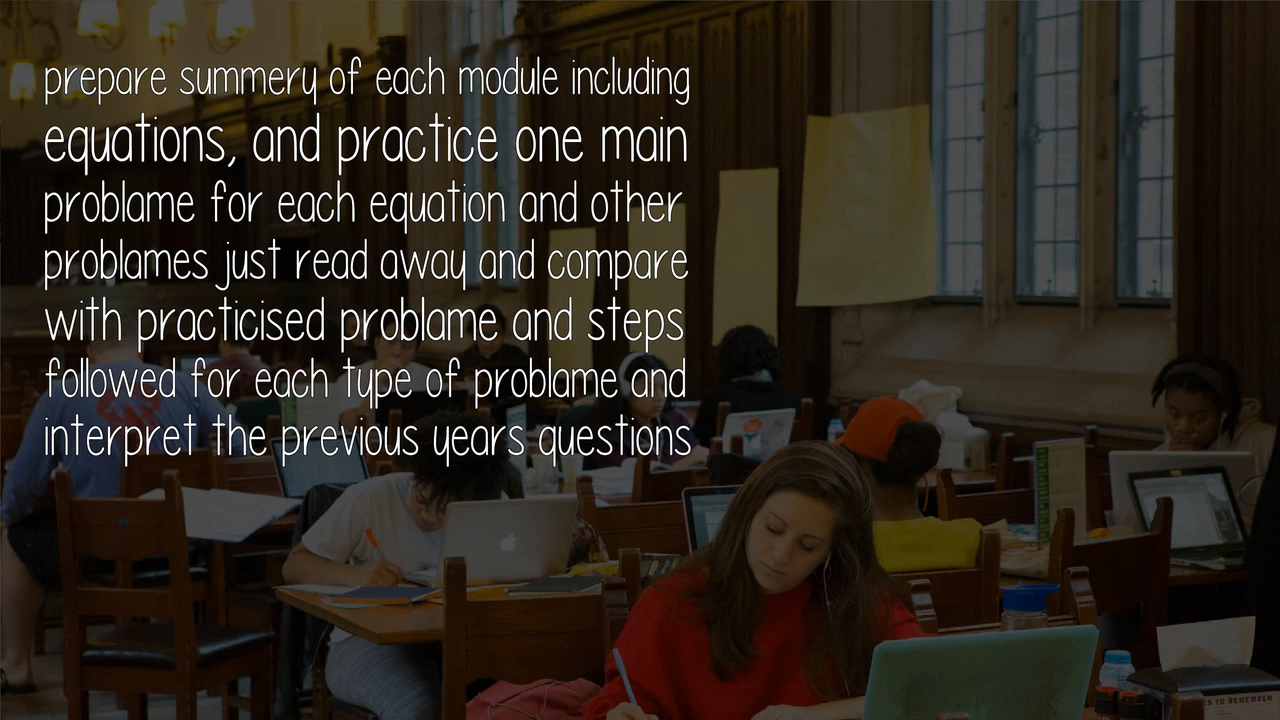 prepare summery of each module including
equations, and practice one main
problame for each equation and other
problames just read away and compare
with practicised problame and steps
followed for each type of problame and
interpret the previous years questions
S TO REMEMBER